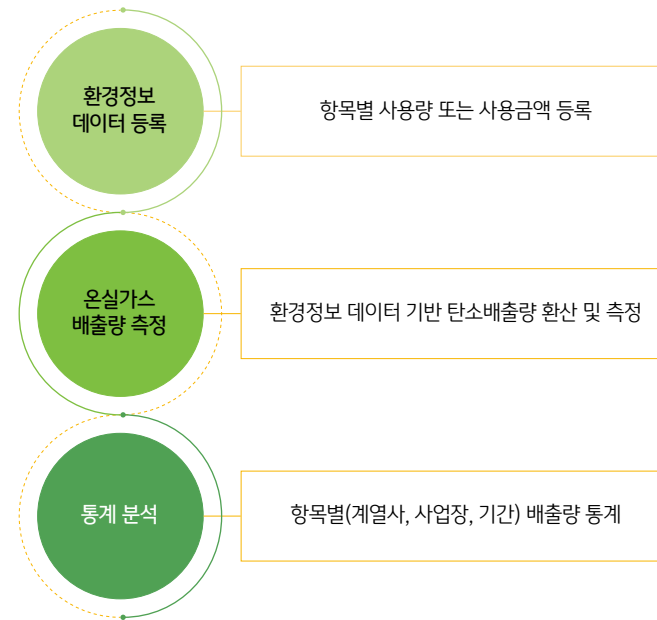 환경정보
데이터 등록
항목별 사용량 또는 사용금액 등록
온실가스
배출량 측정
환경정보 데이터 기반 탄소배출량 환산 및 측정
통계 분석
항목별(계열사, 사업장, 기간) 배출량 통계